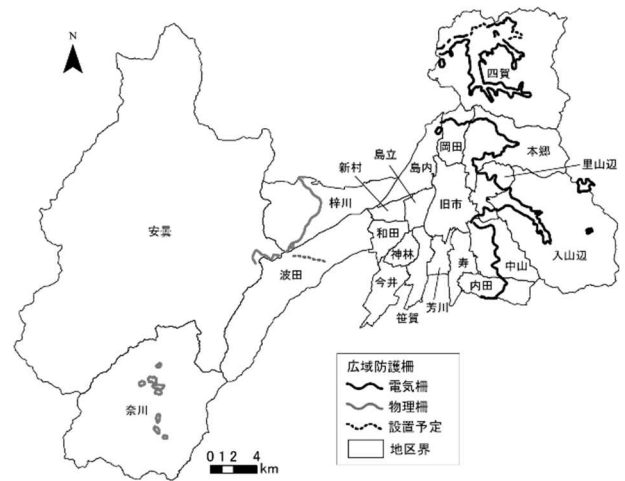 N
四賀
岡田
本郷
里山辺
島内
島立
新村
梓川
旧市
安曇
和田
神林
波田
寿
中山
入山辺
今井
内田
芳川
笹賀
奈川
広域防護柵
電気柵
物理柵
設置予定
地区界
0 1 2 4
km